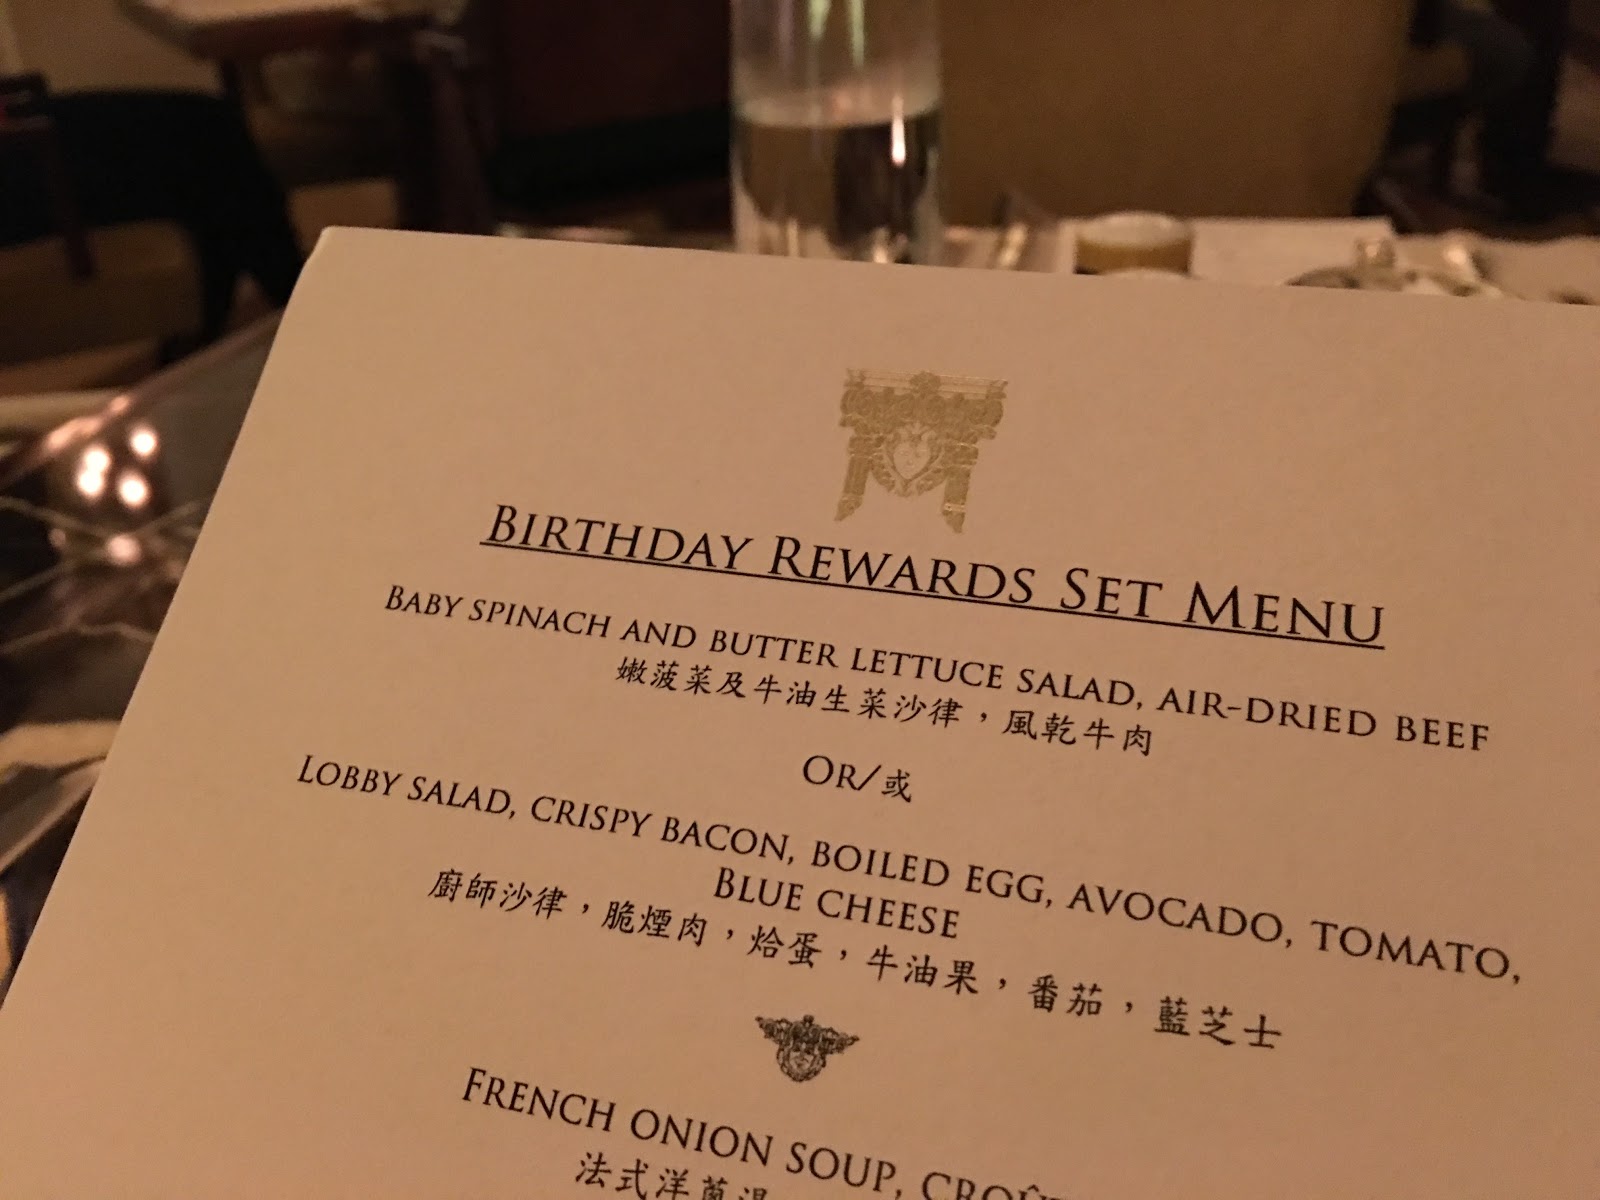 BIRTHDAY REWARDS SET MENU
BABY SPINACH AND BUTTER LETTUCE SALAD, AIR-DRIED BEEF
嫩菠菜及牛油生菜沙律，風乾牛肉
OR/或
LOBBY SALAD, CRISPY BACON, BOILED EGG, AVOCADO, TOMATO,
BLUE CHEESE
廚師沙律，脆煙肉，烚蛋，牛油果，番茄，藍芝士
FRENCH ONION SOUP,
法式洋蔥湯